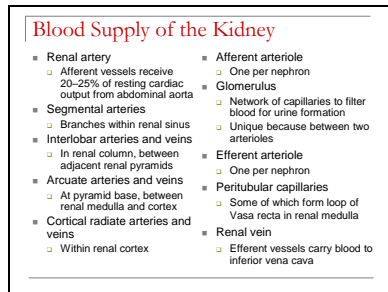 Blood Supply of the Kidney
Renal artery
Afferent vessels receive
20–25% of resting cardiac
output from abdominal aorta
Segmental arteries
Branches within renal sinus
Interlobar arteries and veins
In renal column, between
adjacent renal pyramids
Arcuate arteries and veins
At pyramid base, between
renal medulla and cortex
Cortical radiate arteries and
veins
Within renal cortex
Afferent arteriole
One per nephron
Glomerulus
Network of capillaries to filter
blood for urine formation
Unique because between two
arterioles
Efferent arteriole
One per nephron
Peritubular capillaries
Some of which form loop of
Vasa recta in renal medulla
Renal vein
Efferent vessels carry blood to
inferior vena cava